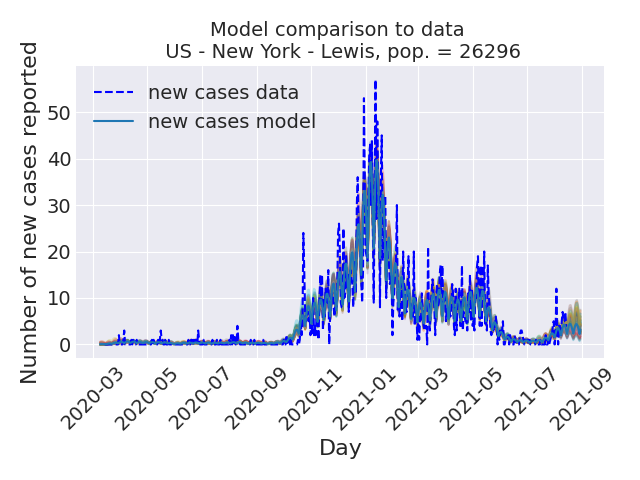 Model comparison to data
US - New York - Lewis, pop. = 26296
Number of new cases reported
50
40
30
20
10
0
new cases data
new cases model
2020-03
2020-05
2020-07
2020-09
2020-11
2021-01
2021-03
2021-05
2021-07
2021-09
Day